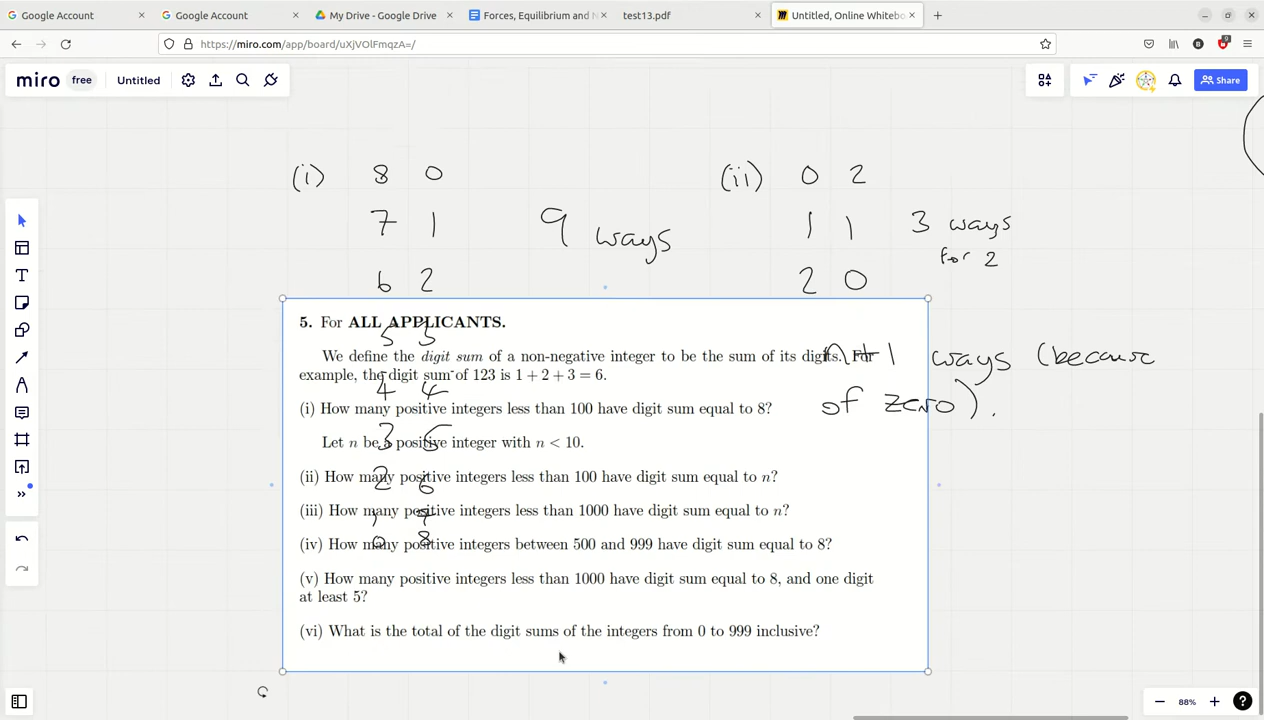 Google Account
Google Account
My Drive - Google Drive
Forces, Equilibrium and N
test13.pdf
Untitled, Online Whitebo
https://miro.com/app/board/uXjVOlFmqzA=/
miro free Untitled
Share
(i) 8 0
7 1
6 2
5 3
4 4
3 5
2 6
1 7
0 8
9 ways
(ii) 0 2
1 1
2 0
3 ways
for 2
n+1 ways (because
of zero).
5. For ALL APPLICANTS.
We define the digit sum of a non-negative integer to be the sum of its digits. For
example, the digit sum of 123 is 1 + 2 + 3 = 6.
(i) How many positive integers less than 100 have digit sum equal to 8?
Let n be a positive integer with n < 10.
(ii) How many positive integers less than 100 have digit sum equal to n?
(iii) How many positive integers less than 1000 have digit sum equal to n?
(iv) How many positive integers between 500 and 999 have digit sum equal to 8?
(v) How many positive integers less than 1000 have digit sum equal to 8, and one digit
at least 5?
(vi) What is the total of the digit sums of the integers from 0 to 999 inclusive?
88%